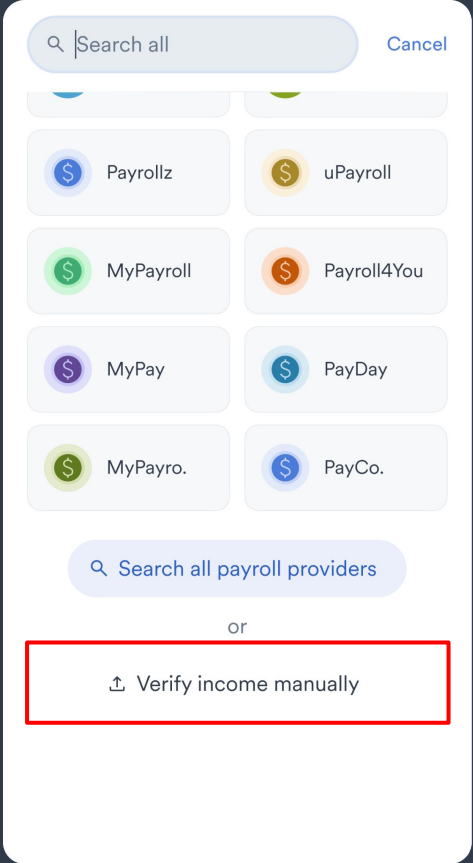 Search all
Cancel
Payrollz
uPayroll
MyPayroll
Payroll4You
MyPay
PayDay
MyPayro.
PayCo.
Search all payroll providers
or
Verify income manually